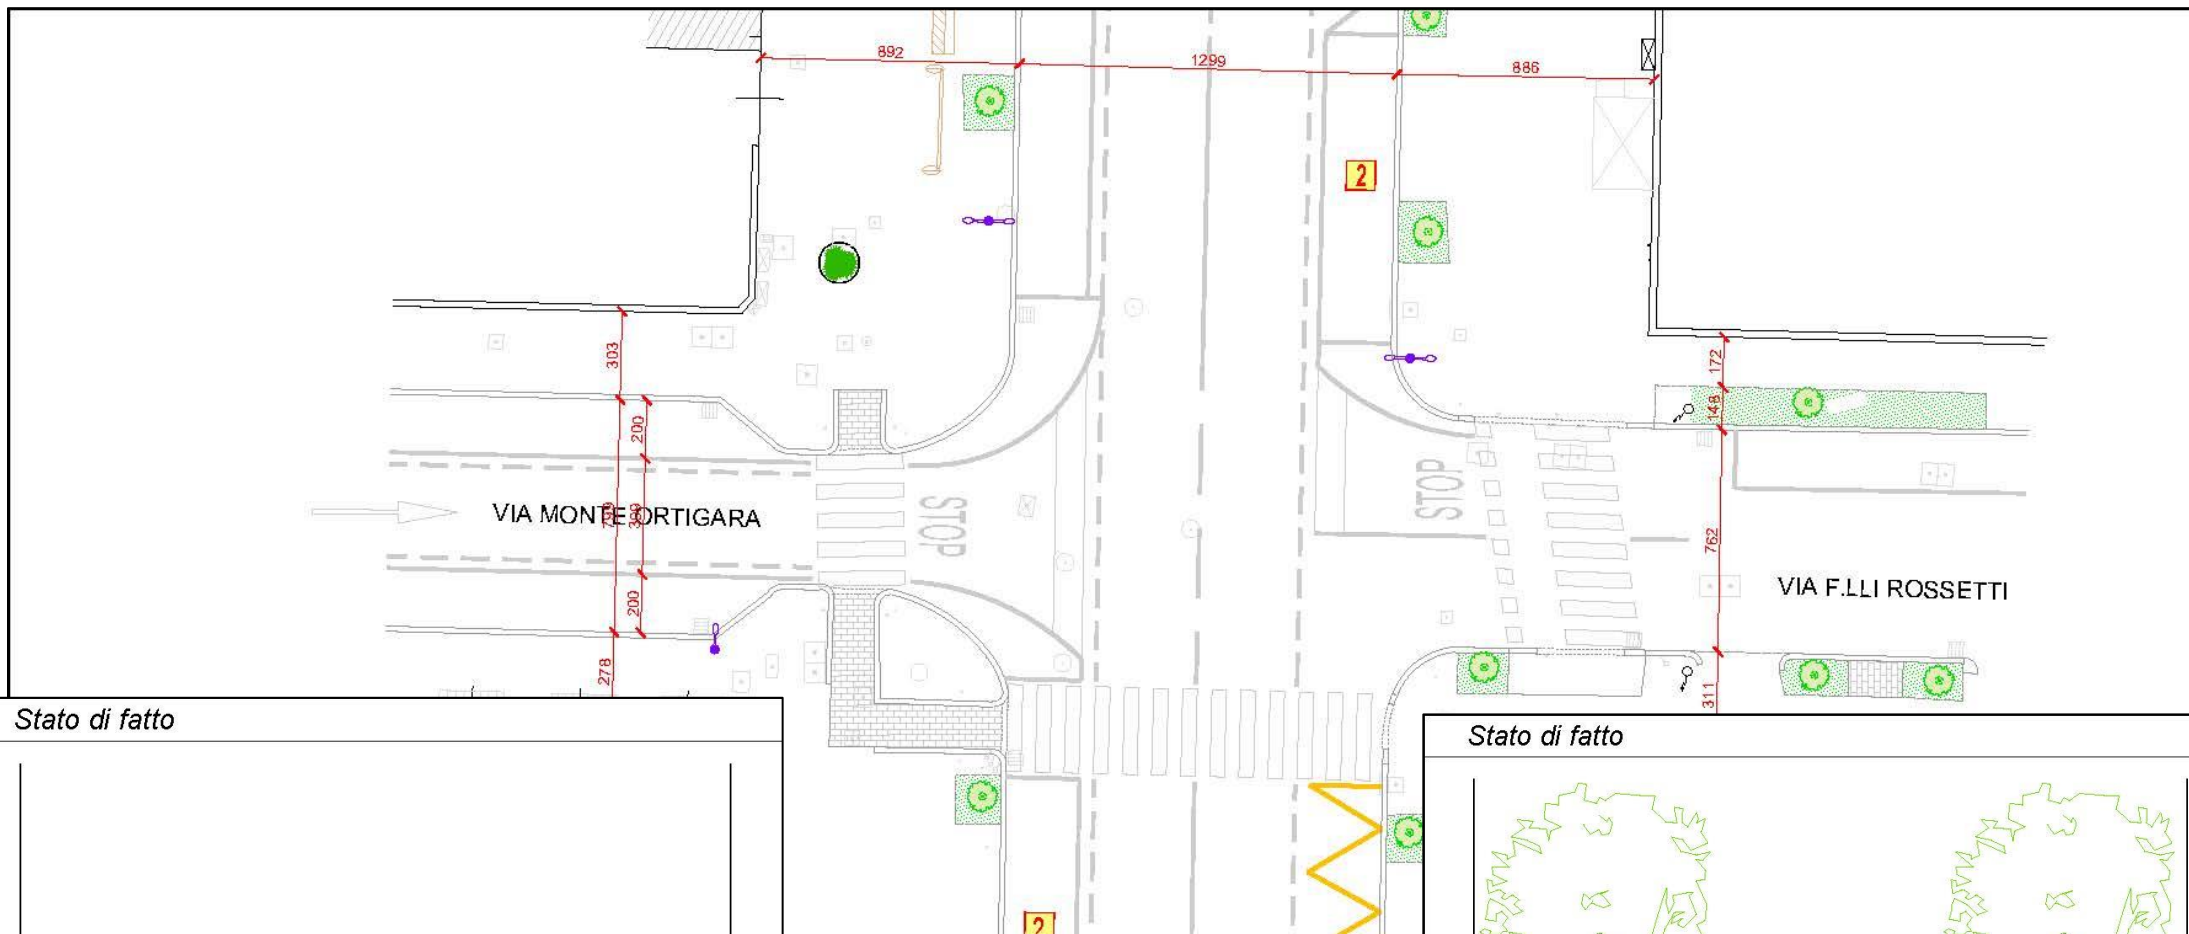 892
1299
886
2
303
172
148
200
STOP
STOP
VIA MONTE ORTIGARA
762
VIA F.LLI ROSSETTI
200
278
311
Stato di fatto
Stato di fatto
2